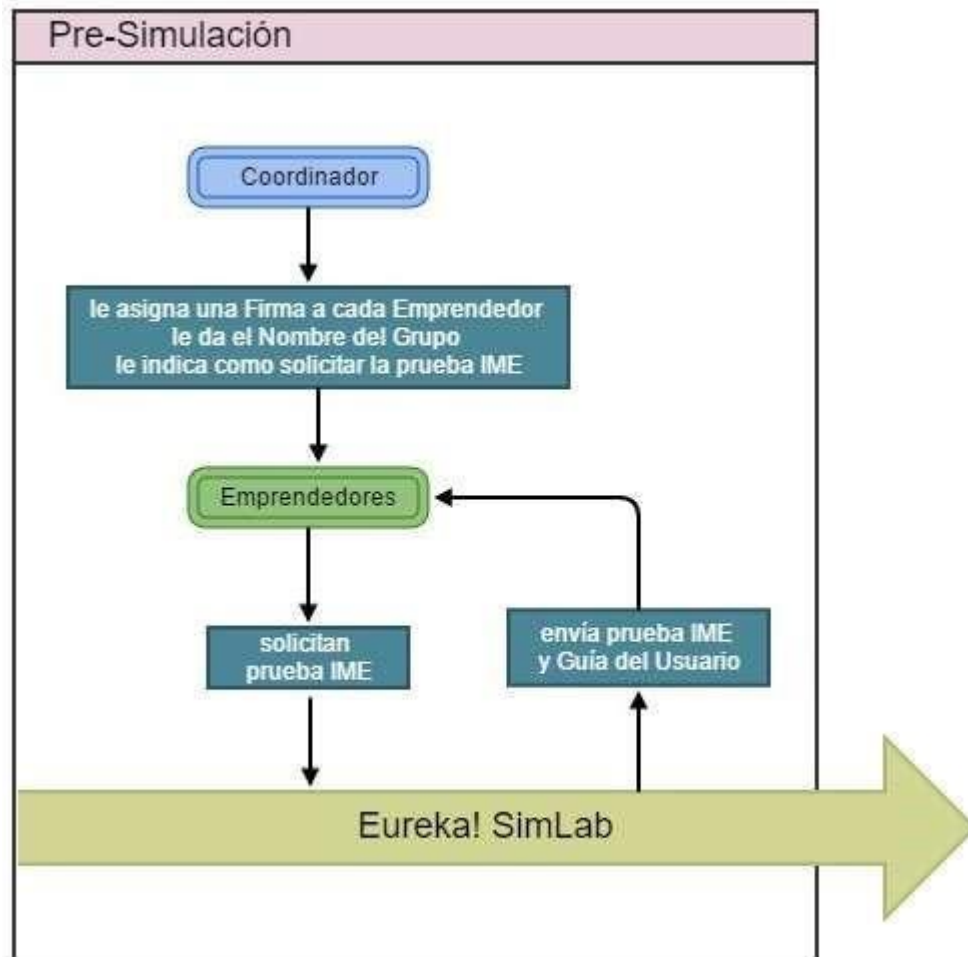 Pre-Simulación
Coordinador
le asigna una Firma a cada Emprendedor
le da el Nombre del Grupo
le indica como solicitar la prueba IME
Emprendedores
solicitan
prueba IME
envía prueba IME
y Guía del Usuario
Eureka! SimLab